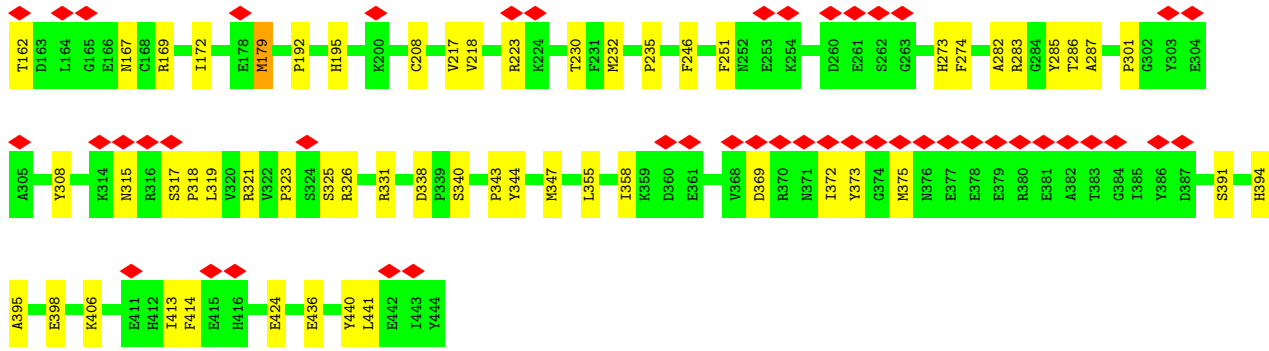 T162 D163 L164 G165 E166 N167 C168 R169 I172 E178 M179 P192 H195 K200 C208 V217 V218 R223 K224 T230 F231 M232 P235 F246 F251 N252 E253 K254 D260 E261 S262 G263 H273 F274 A282 R283 G284 Y285 T286 A287 P301 G302 Y303 E304
A305 Y308 K314 N315 R316 S317 P318 L319 V320 R321 V322 P323 S324 S325 R326 R331 D338 P339 S340 P343 Y344 M347 L355 I358 K359 D360 E361 V368 D369 R370 N371 I372 Y373 G374 M375 N376 E377 E378 E379 R380 E381 A382 T383 G384 I385 Y386 D387 S391 H394
A395 E398 K406 E411 H412 I413 F414 E415 H416 E424 E436 Y440 L441 E442 I443 Y444